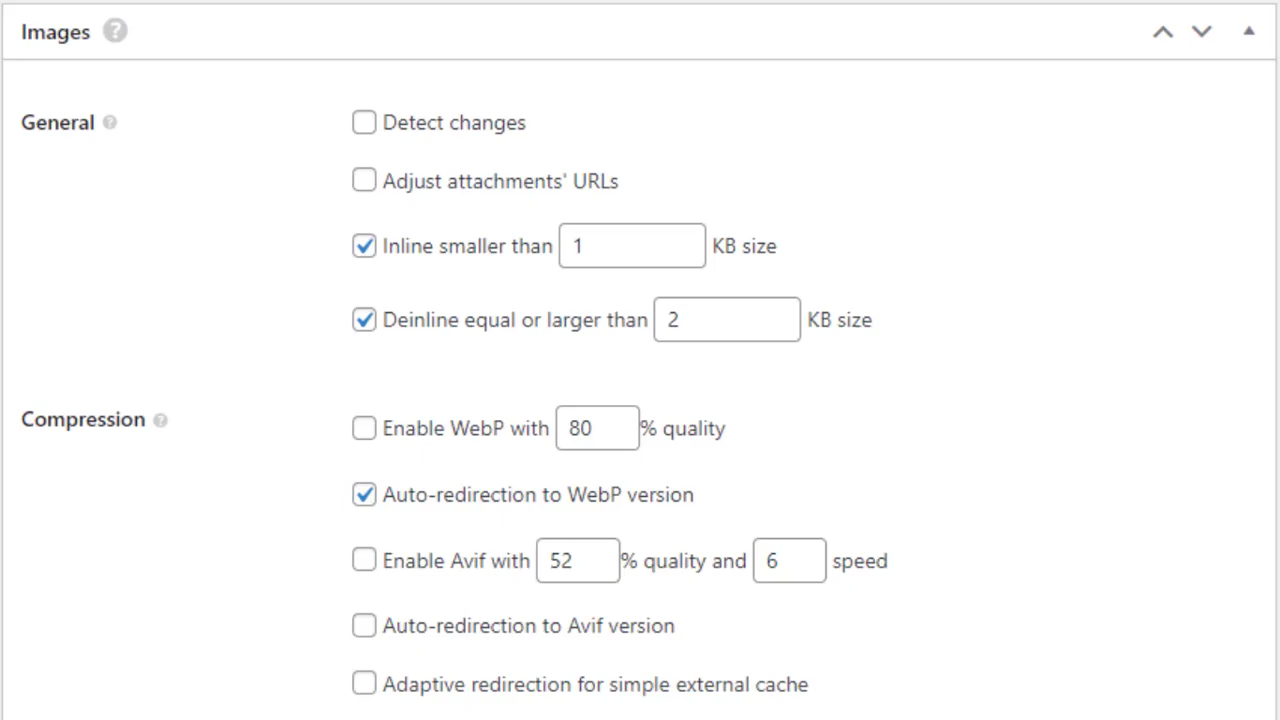 Images ?
General ?
Detect changes
Adjust attachments' URLs
Inline smaller than 1 KB size
Deinline equal or larger than 2 KB size
Compression ?
Enable WebP with 80 % quality
Auto-redirection to WebP version
Enable Avif with 52 % quality and 6 speed
Auto-redirection to Avif version
Adaptive redirection for simple external cache